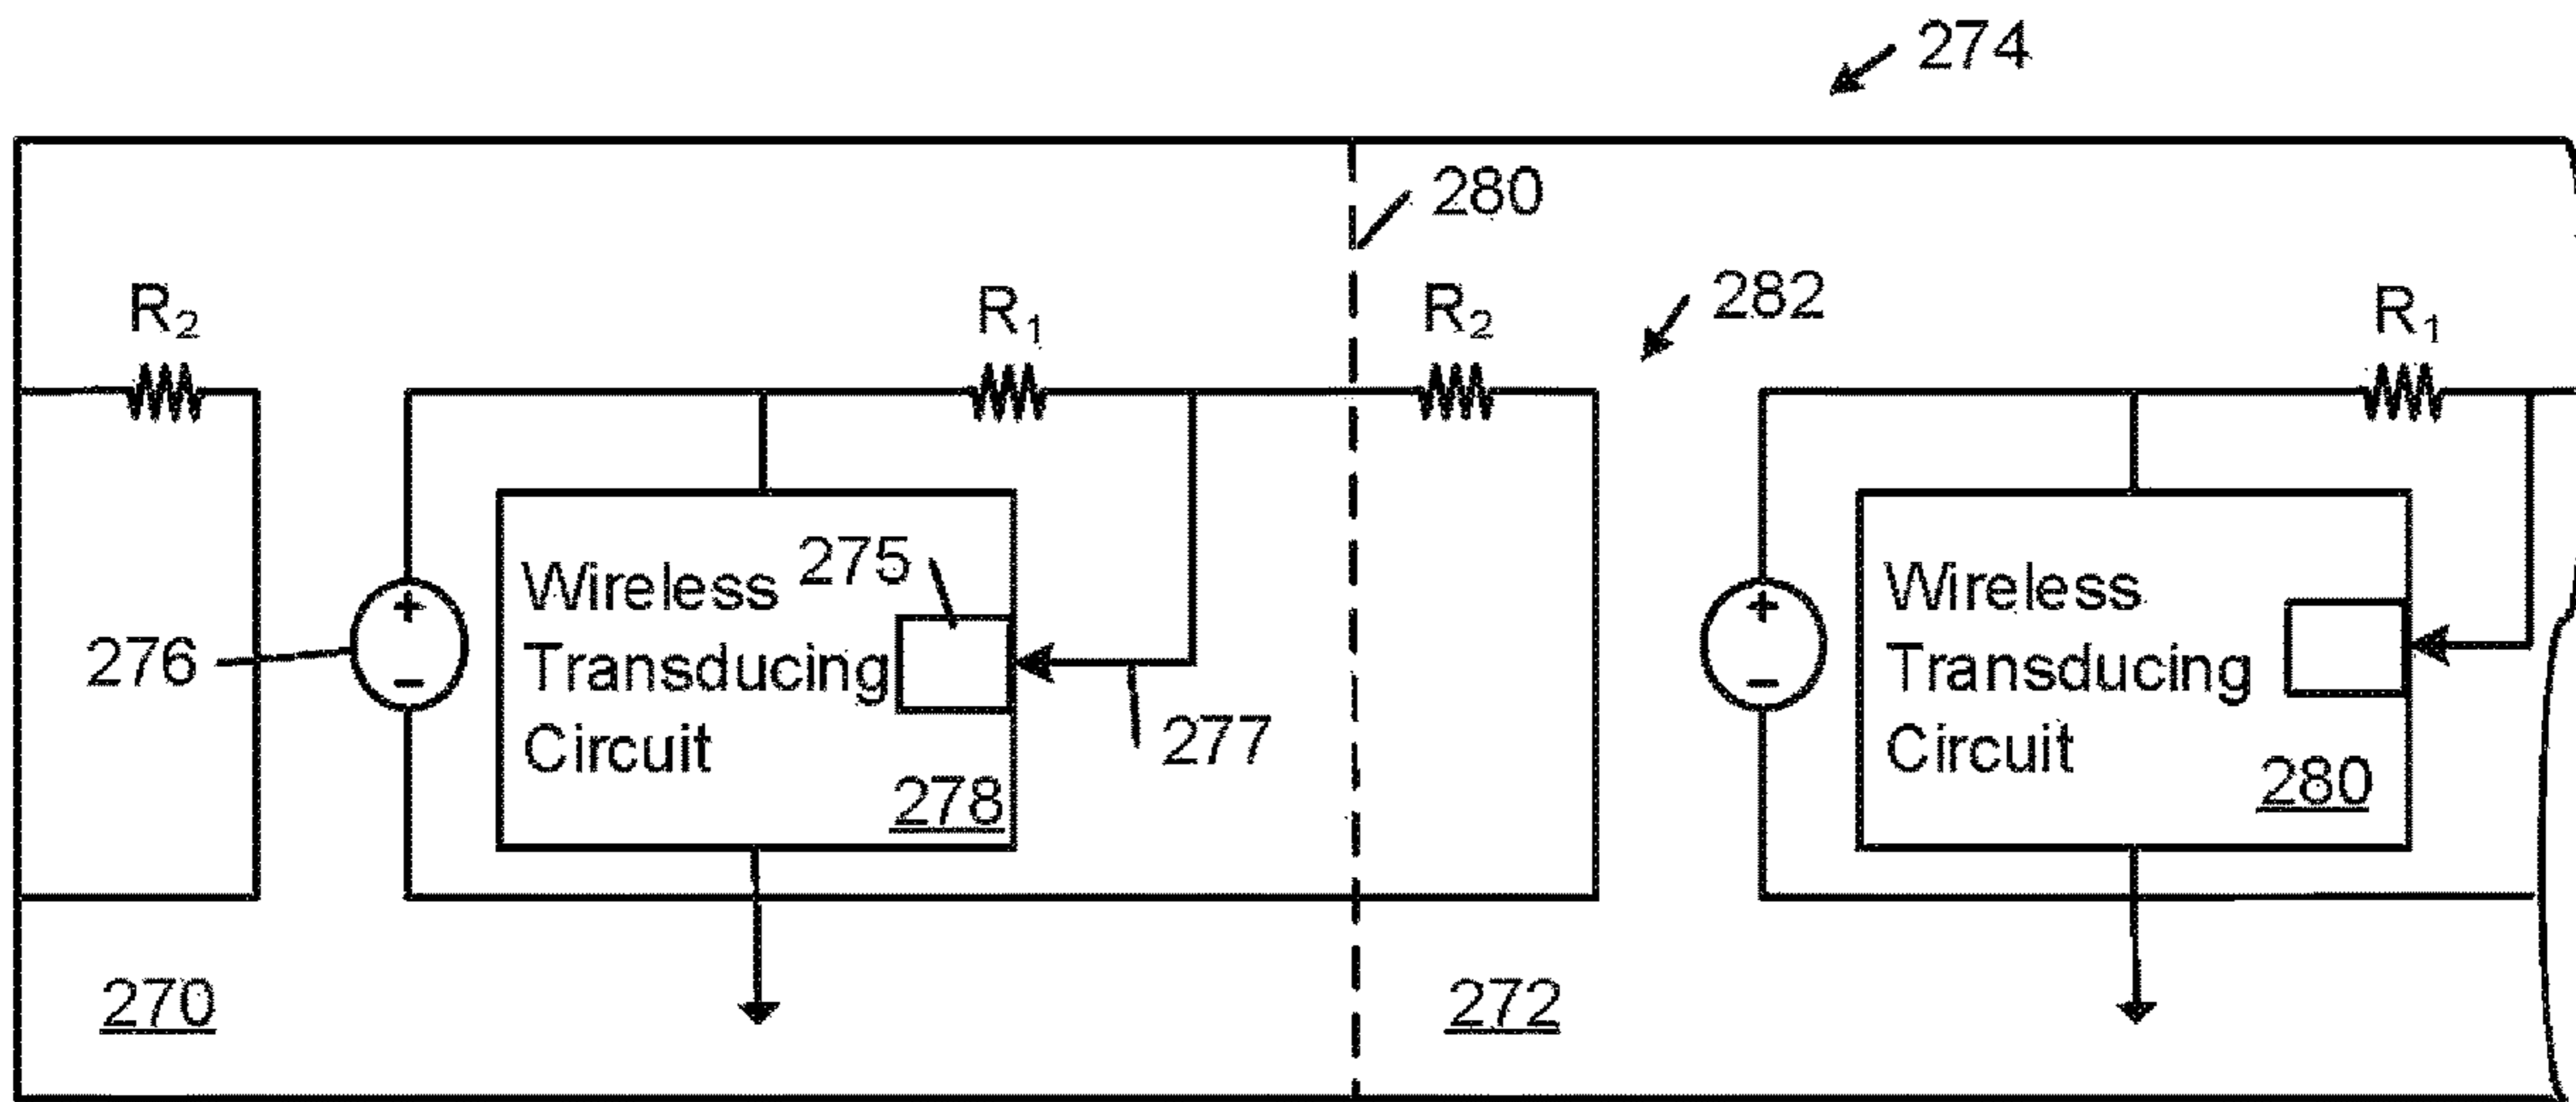 274
280
282
R₂
R₁
R₂
R₁
275
Wireless
Transducing
Circuit
276
277
278
Wireless
Transducing
Circuit
280
270
272